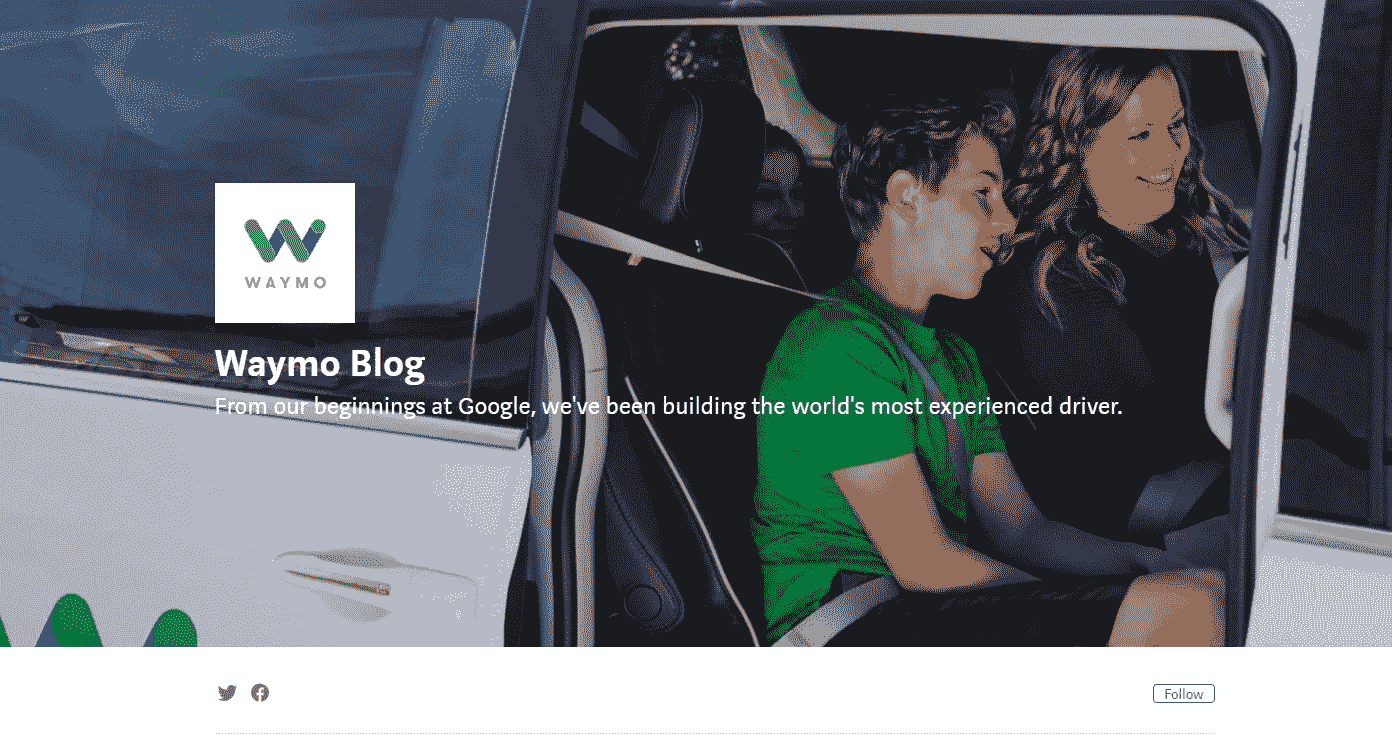 WAYMO
Waymo Blog
From our beginnings at Google, we've been building the world's most experienced driver.
Follow